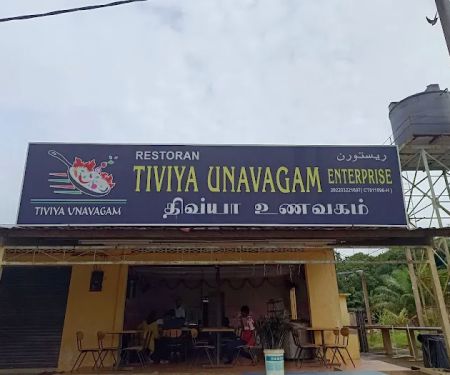 RESTORAN ريستورن
TIVIYA UNAVAGAM ENTERPRISE
திவ்யா உணவகம்
TIVIYA UNAVAGAM